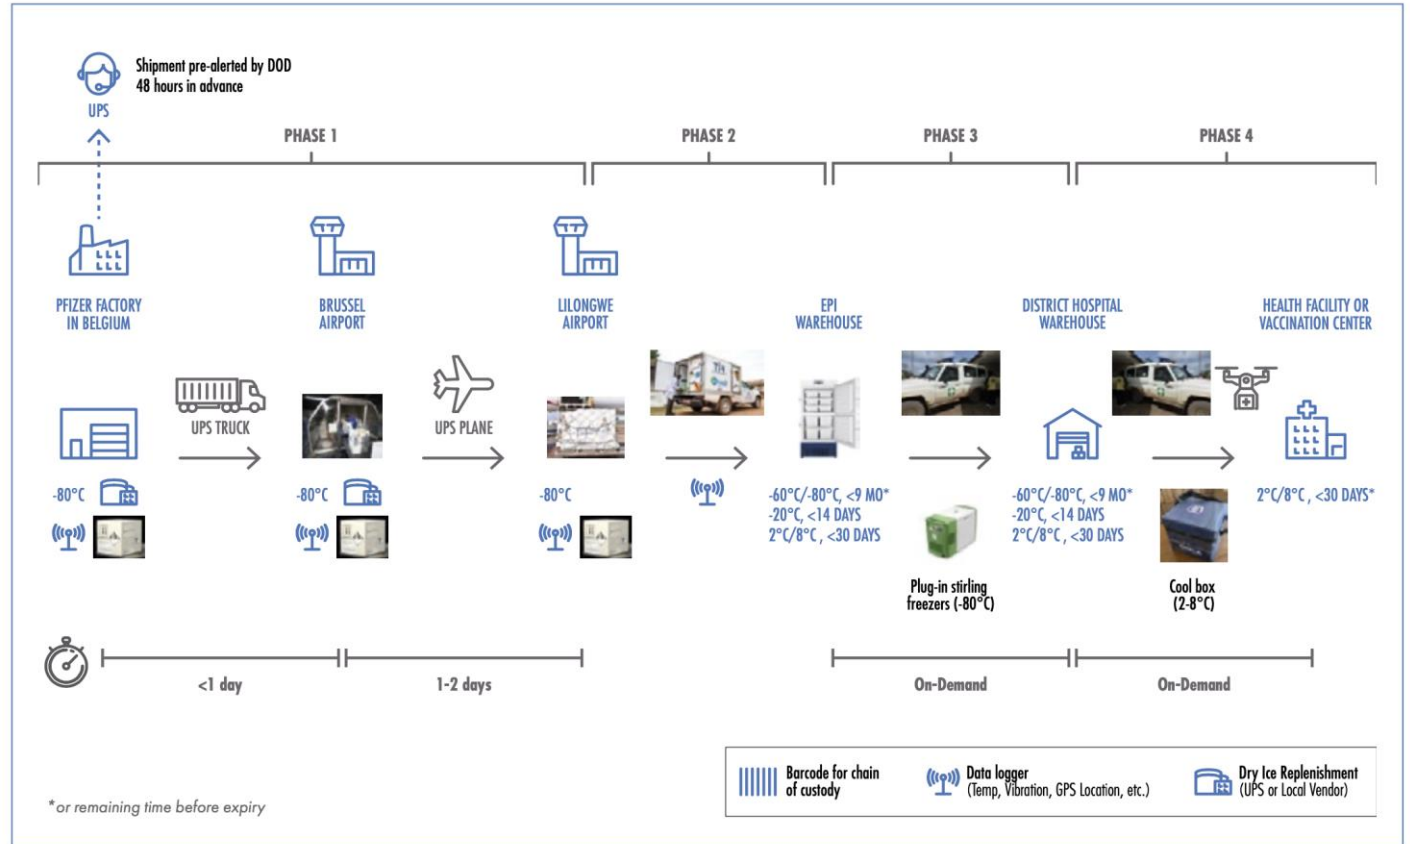 Shipment pre-alerted by DOD
48 hours in advance
UPS
PHASE 1
PHASE 2
PHASE 3
PHASE 4
PFIZER FACTORY
IN BELGIUM
BRUSSEL
AIRPORT
LILONGWE
AIRPORT
EPI
WAREHOUSE
DISTRICT HOSPITAL
WAREHOUSE
HEALTH FACILITY OR
VACCINATION CENTER
UPS TRUCK
UPS PLANE
-80°C
-80°C
-80°C
-60°C/-80°C, <9 MO*
-20°C, <14 DAYS
2°C/8°C , <30 DAYS
-60°C/-80°C, <9 MO*
-20°C, <14 DAYS
2°C/8°C , <30 DAYS
2°C/8°C , <30 DAYS*
Plug-in stirling
freezers (-80°C)
Cool box
(2-8°C)
<1 day
1-2 days
On-Demand
On-Demand
Barcode for chain
of custody
Data logger
(Temp, Vibration, GPS Location, etc.)
Dry Ice Replenishment
(UPS or Local Vendor)
*or remaining time before expiry